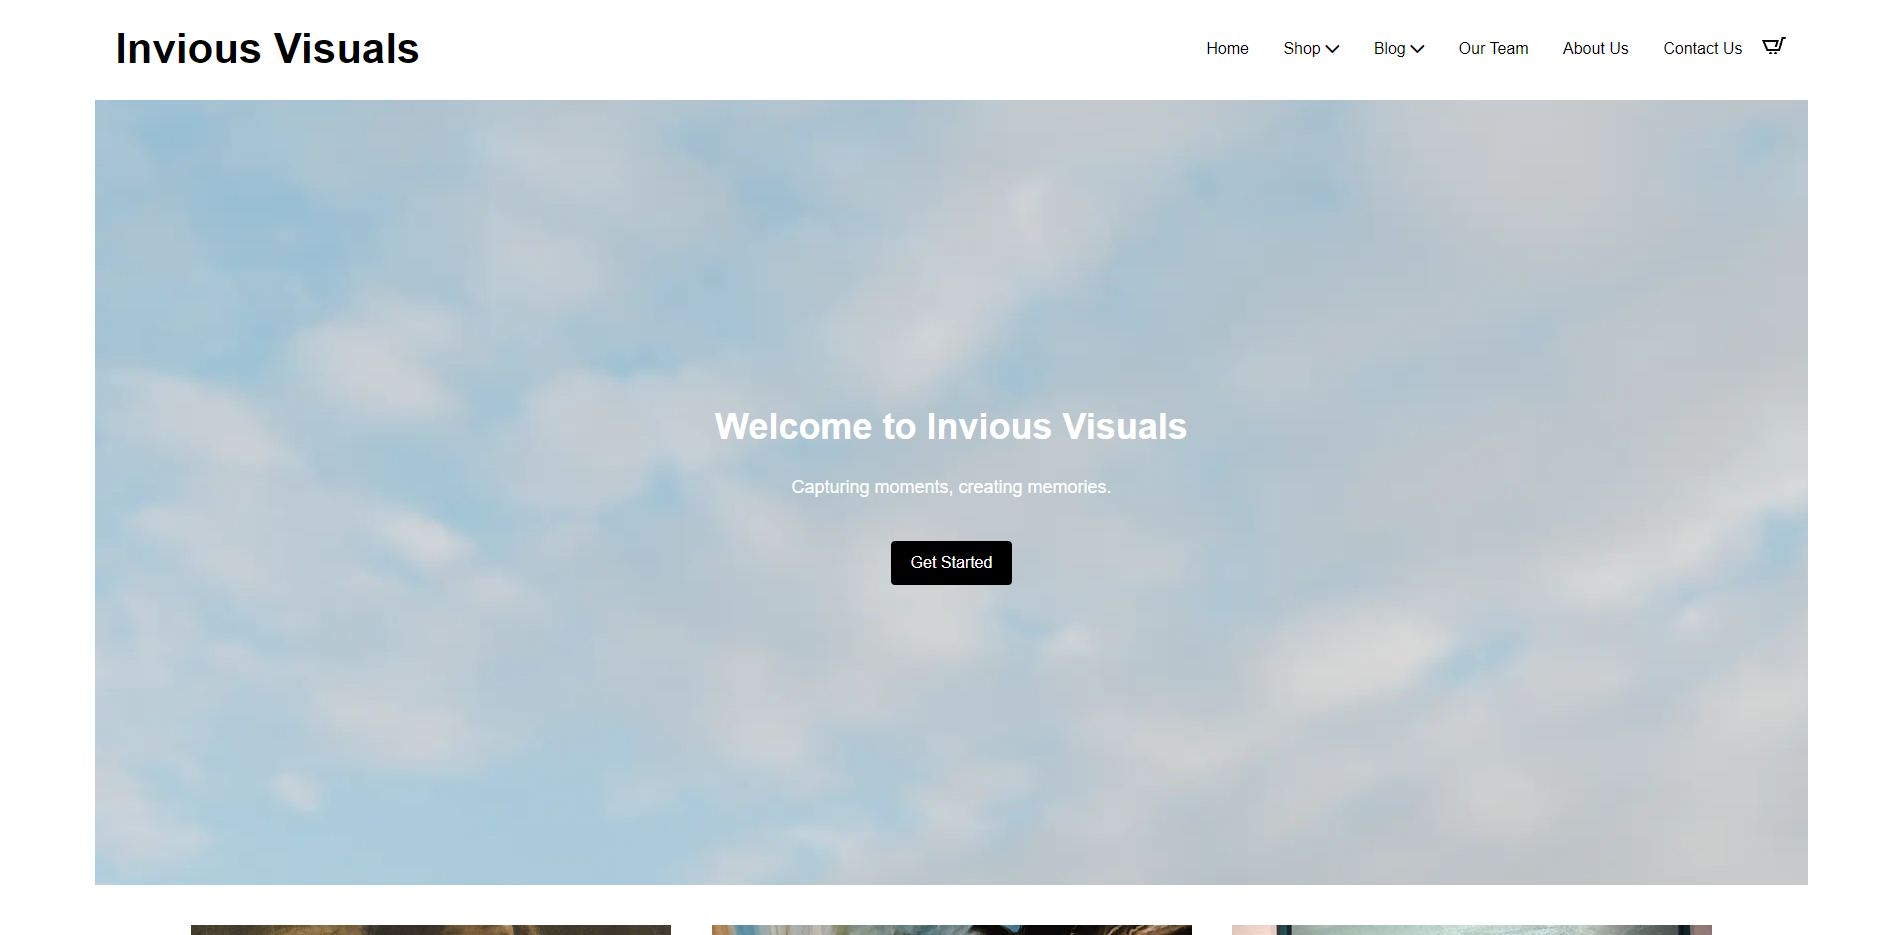 Invious Visuals
Home Shop Blog Our Team About Us Contact Us
Welcome to Invious Visuals
Capturing moments, creating memories.
Get Started